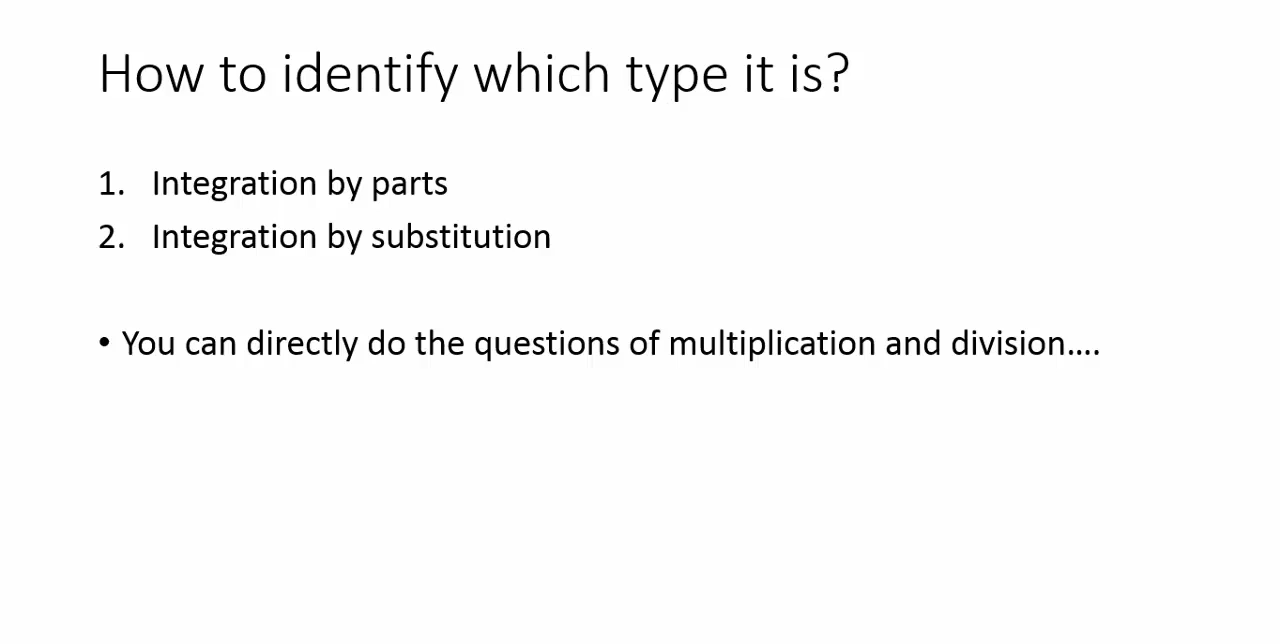 How to identify which type it is?
1. Integration by parts
2. Integration by substitution
• You can directly do the questions of multiplication and division....